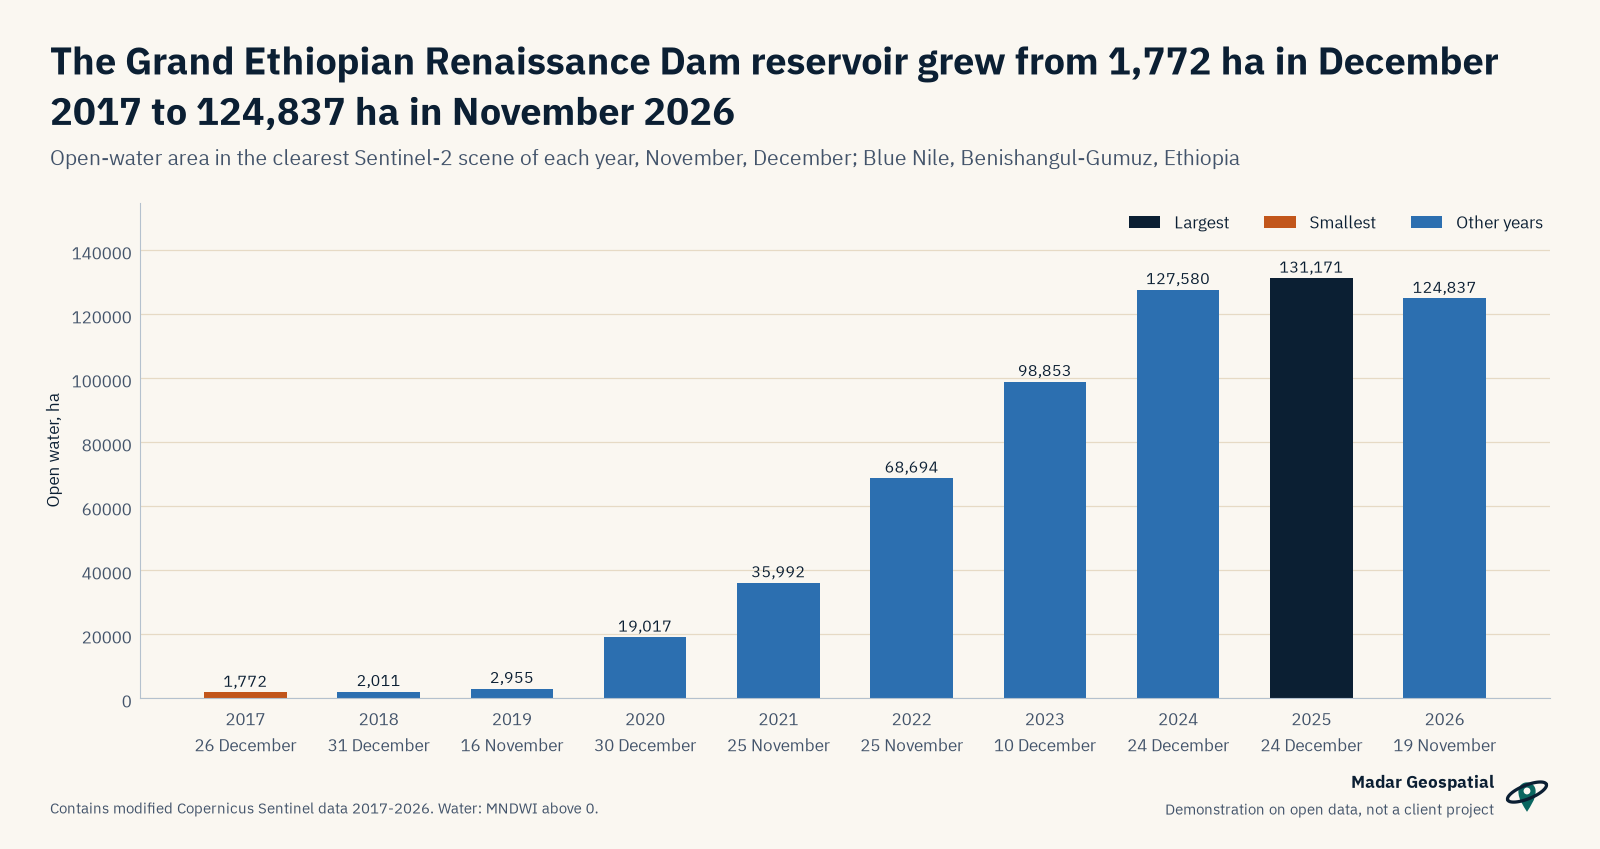 The Grand Ethiopian Renaissance Dam reservoir grew from 1,772 ha in December
2017 to 124,837 ha in November 2026
Open-water area in the clearest Sentinel-2 scene of each year, November, December; Blue Nile, Benishangul-Gumuz, Ethiopia
Largest Smallest Other years
Open water, ha
140000
120000
100000
80000
60000
40000
20000
0
1,772 2,011 2,955 19,017 35,992 68,694 98,853 127,580 131,171 124,837
2017 2018 2019 2020 2021 2022 2023 2024 2025 2026
26 December 31 December 16 November 30 December 25 November 25 November 10 December 24 December 24 December 19 November
Contains modified Copernicus Sentinel data 2017-2026. Water: MNDWI above 0.
Madar Geospatial
Demonstration on open data, not a client project